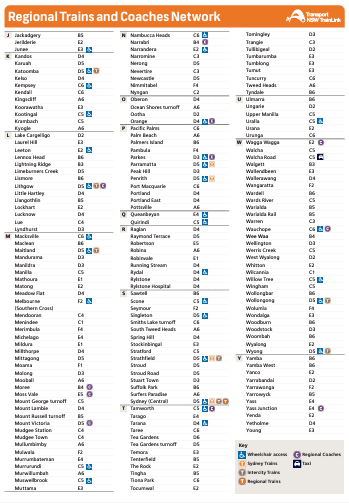 Regional Trains and Coaches Network
Transport
NSW TrainLink
J Jackadgery B5
Jerilderie E2
Junee E3
K Kandos D4
Kanwah D5
Katoomba D5 T
Kelso D4
Kempsey C6
Kendall C6
Kingscliff A6
Koorawatha E3
Kootingal C5
Krambach C5
Kyogle A6
L Lake Cargelligo D2
Laurel Hill E3
Leeton E2
Lennox Head B6
Lightning Ridge B3
Limeburners Creek D5
Lismore B6
Lithgow D5 T C
Little Hartley D4
Llangothlin B5
Lockhart E2
Lucknow D4
Lue C4
Lyndhurst D3
M Macksville C6
Maclean B6
Maitland D5 T
Mandurama D3
Manildra D3
Manilla C5
Mathoura E1
Matong E2
Meadow Flat D4
Melbourne F2
(Southern Cross)
Mendooran C4
Menindee C1
Merimbula F4
Michelago E4
Mildura E1
Millthorpe D4
Mittagong D5
Moama F1
Molong D3
Mooball A6
Moree B4 C
Moss Vale E5 C
Mount George turnoff C5
Mount Lambie D4
Mount Russell turnoff B5
Mount Victoria D5 C
Mudgee Station C4
Mudgee Town C4
Mullumbimby A6
Mulwala F2
Murrumbateman E4
Murrurundi C5
Murwillumbah A6
Muswellbrook C5
Muttama E3
N Nambucca Heads C6
Narrabri B4 C
Narrandera E2
Narromine C3
Nerong D5
Nevertire C3
Newcastle D5
Nimmitabel F4
Nyngan C2
O Oberon D4
Ocean Shores turnoff A6
Ootha D2
Orange D4 C
P Pacific Palms C6
Palm Beach A6
Palmers Island B6
Pambula F4
Parkes D3 C
Parramatta D5 T
Peak Hill D3
Penrith D5 T
Port Macquarie C6
Portland D4
Portland East D4
Pottsville A6
Q Queanbeyan E4
Quirindi C5
R Raglan D4
Raymond Terrace D5
Robertson E5
Robina A6
Robinvale E1
Running Stream D4
Rydal D4
Rylstone D4
Rylstone Hospital D4
S Sawtell B6
Scone C5
Seymour F2
Singleton D5
Smiths Lake turnoff C6
South Tweed Heads A6
Spring Hill D4
Stockinbingal E3
Stratford C5
Strathfield D5 T T
Stroud D5
Stroud Road D5
Stuart Town D3
Suffolk Park B6
Surfers Paradise A6
Sydney (Central) D5 T T T
T Tamworth C5 C
Tarago E4
Tarana D4
Taree C6
Tea Gardens D6
Tea Gardens turnoff D5
Temora E3
Tenterfield B5
The Rock E2
Tingha B5
Tiona Park C6
Tocumwal E2
Tomingley D3
Trangie C3
Tullibigeal D2
Tumbarumba E3
Tumblong E3
Tumut E3
Tuncurry C6
Tweed Heads A6
Tyndale B6
U Ulmarra B6
Ungarie D2
Upper Manilla C5
Uralla C5
Urana E2
Urunga C6
W Wagga Wagga E2 C
Walcha C5
Walcha Road C5
Walgett B3
Wallendbeen E3
Wallerawang D4
Wangaratta F2
Wardell B6
Wards River C5
Warialda B5
Warialda Rail B5
Warren C3
Wauchope C6 C
Wee Waa B4
Wellington D3
Werris Creek C5
West Wyalong D2
Whitton E2
Wilcannia C1
Willow Tree C5
Wingham C5
Wollongbar B6
Wollongong D5 T T
Wolumla F4
Wondalga E3
Woodburn B6
Woodstock D3
Woombah B6
Wyalong E2
Wyong D5 T
Y Yamba B6
Yamba West B6
Yanco E2
Yarrabandai D2
Yarrawonga F2
Yarrowyck B5
Yass E4
Yass Junction E4 C
Yenda E2
Yetholme D4
Young E3
Key
Wheelchair access
C Regional Coaches
T Sydney Trains
Taxi
T Intercity Trains
T Regional Trains